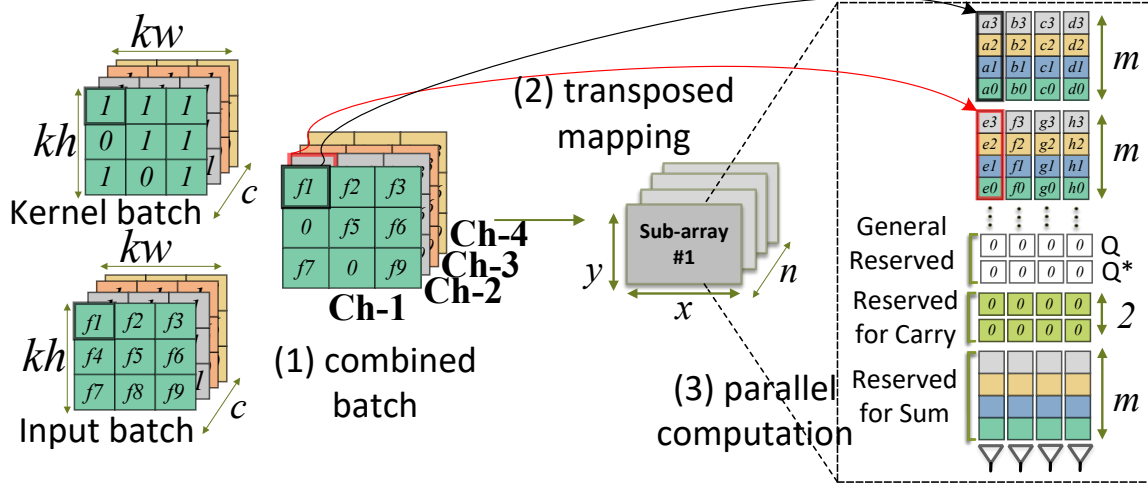 kw
1 1 1
0 1 1
1 0 1
kh
c
Kernel batch
kw
f1 f2 f3
f4 f5 f6
f7 f8 f9
kh
c
Input batch
f1 f2 f3
0 f5 f6
f7 0 f9
Ch-1
Ch-2
Ch-3
Ch-4
(1) combined
batch
(2) transposed
mapping
Sub-array
#1
y
x
n
(3) parallel
computation
a3 b3 c3 d3
a2 b2 c2 d2
a1 b1 c1 d1
a0 b0 c0 d0
m
e3 f3 g3 h3
e2 f2 g2 h2
e1 f1 g1 h1
e0 f0 g0 h0
m
General
Reserved
0 0 0 0 Q
0 0 0 0 Q*
Reserved
for Carry
0 0 0 0
0 0 0 0
2
Reserved
for Sum
m